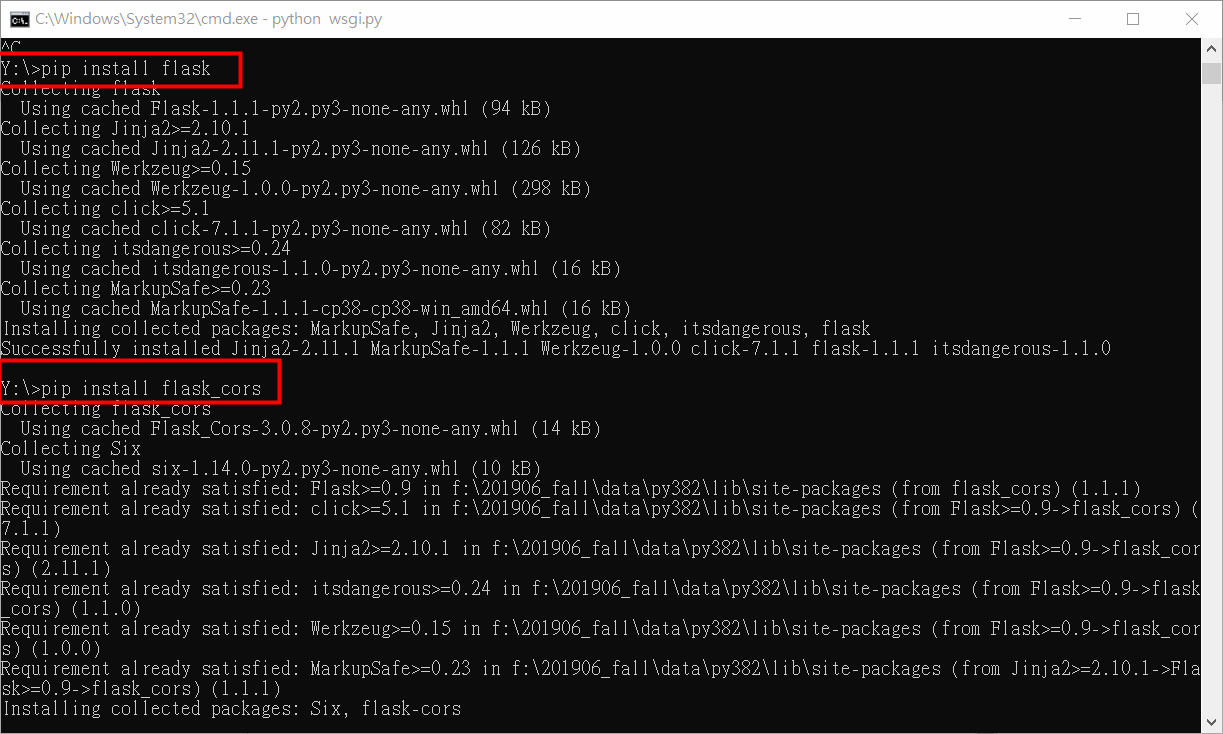 C:\Windows\System32\cmd.exe - python  wsgi.py
^C
Y:\>pip install flask
Collecting flask
  Using cached Flask-1.1.1-py2.py3-none-any.whl (94 kB)
Collecting Jinja2>=2.10.1
  Using cached Jinja2-2.11.1-py2.py3-none-any.whl (126 kB)
Collecting Werkzeug>=0.15
  Using cached Werkzeug-1.0.0-py2.py3-none-any.whl (298 kB)
Collecting click>=5.1
  Using cached click-7.1.1-py2.py3-none-any.whl (82 kB)
Collecting itsdangerous>=0.24
  Using cached itsdangerous-1.1.0-py2.py3-none-any.whl (16 kB)
Collecting MarkupSafe>=0.23
  Using cached MarkupSafe-1.1.1-cp38-cp38-win_amd64.whl (16 kB)
Installing collected packages: MarkupSafe, Jinja2, Werkzeug, click, itsdangerous, flask
Successfully installed Jinja2-2.11.1 MarkupSafe-1.1.1 Werkzeug-1.0.0 click-7.1.1 flask-1.1.1 itsdangerous-1.1.0
Y:\>pip install flask_cors
Collecting flask_cors
  Using cached Flask_Cors-3.0.8-py2.py3-none-any.whl (14 kB)
Collecting Six
  Using cached six-1.14.0-py2.py3-none-any.whl (10 kB)
Requirement already satisfied: Flask>=0.9 in f:\201906_fall\data\py382\lib\site-packages (from flask_cors) (1.1.1)
Requirement already satisfied: click>=5.1 in f:\201906_fall\data\py382\lib\site-packages (from Flask>=0.9->flask_cors) (
7.1.1)
Requirement already satisfied: Jinja2>=2.10.1 in f:\201906_fall\data\py382\lib\site-packages (from Flask>=0.9->flask_cor
s) (2.11.1)
Requirement already satisfied: itsdangerous>=0.24 in f:\201906_fall\data\py382\lib\site-packages (from Flask>=0.9->flask
_cors) (1.1.0)
Requirement already satisfied: Werkzeug>=0.15 in f:\201906_fall\data\py382\lib\site-packages (from Flask>=0.9->flask_cor
s) (1.0.0)
Requirement already satisfied: MarkupSafe>=0.23 in f:\201906_fall\data\py382\lib\site-packages (from Jinja2>=2.10.1->Fla
sk>=0.9->flask_cors) (1.1.1)
Installing collected packages: Six, flask-cors